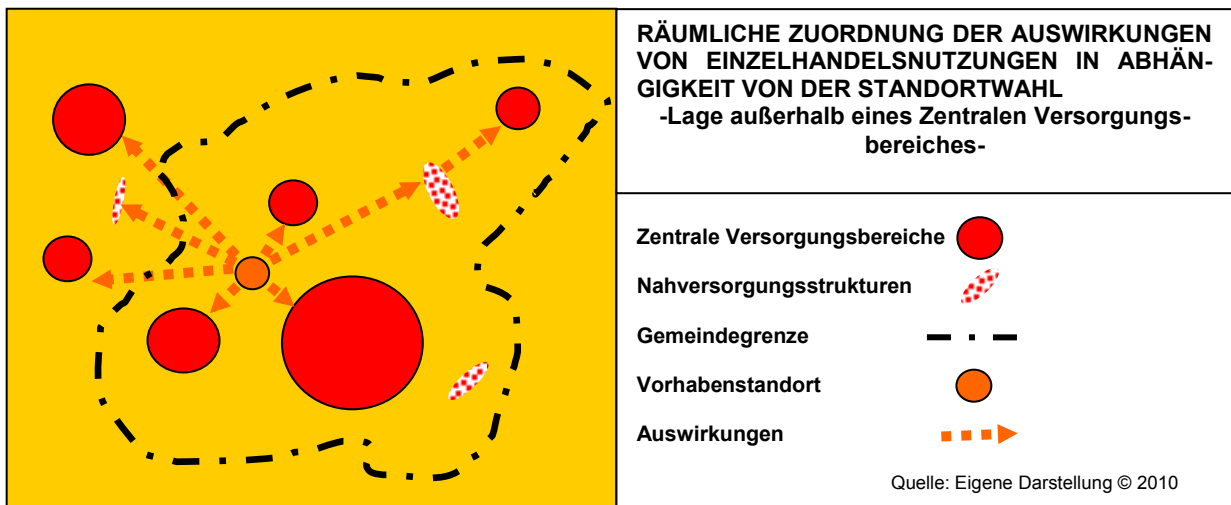 RÄUMLICHE ZUORDNUNG DER AUSWIRKUNGEN
VON EINZELHANDELSNUTZUNGEN IN ABHÄN-
GIGKEIT VON DER STANDORTWAHL
-Lage außerhalb eines Zentralen Versorgungs-
bereiches-
Zentrale Versorgungsbereiche
Nahversorgungsstrukturen
Gemeindegrenze
Vorhabenstandort
Auswirkungen
Quelle: Eigene Darstellung © 2010